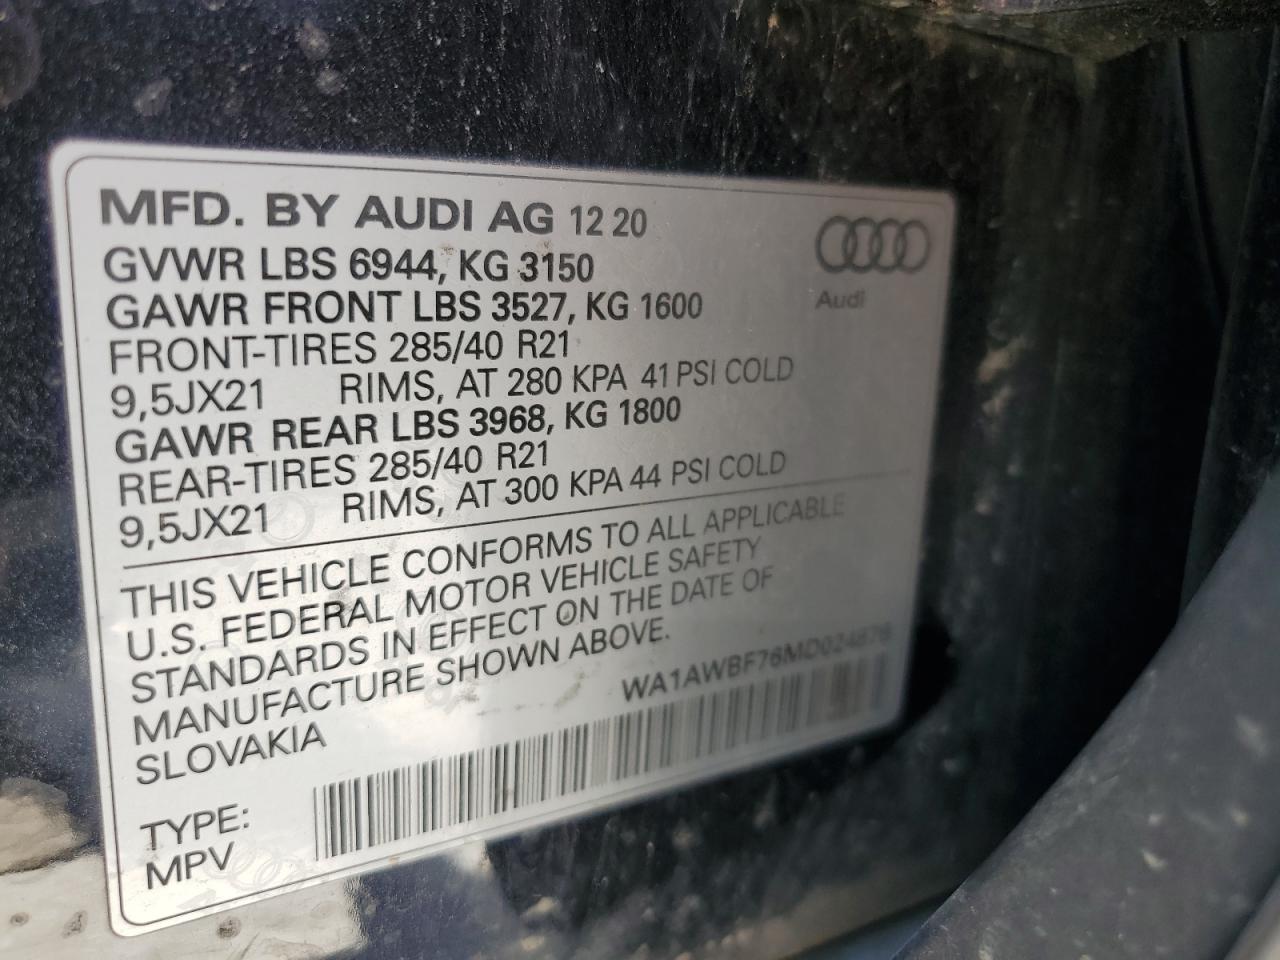 MFD. BY AUDI AG 12 20
GVWR LBS 6944, KG 3150
GAWR FRONT LBS 3527, KG 1600
FRONT-TIRES 285/40 R21
9,5JX21 RIMS, AT 280 KPA 41 PSI COLD
GAWR REAR LBS 3968, KG 1800
REAR-TIRES 285/40 R21
9,5JX21 RIMS, AT 300 KPA 44 PSI COLD
Audi
THIS VEHICLE CONFORMS TO ALL APPLICABLE
U.S. FEDERAL MOTOR VEHICLE SAFETY
STANDARDS IN EFFECT ON THE DATE OF
MANUFACTURE SHOWN ABOVE.
SLOVAKIA
TYPE:
MPV